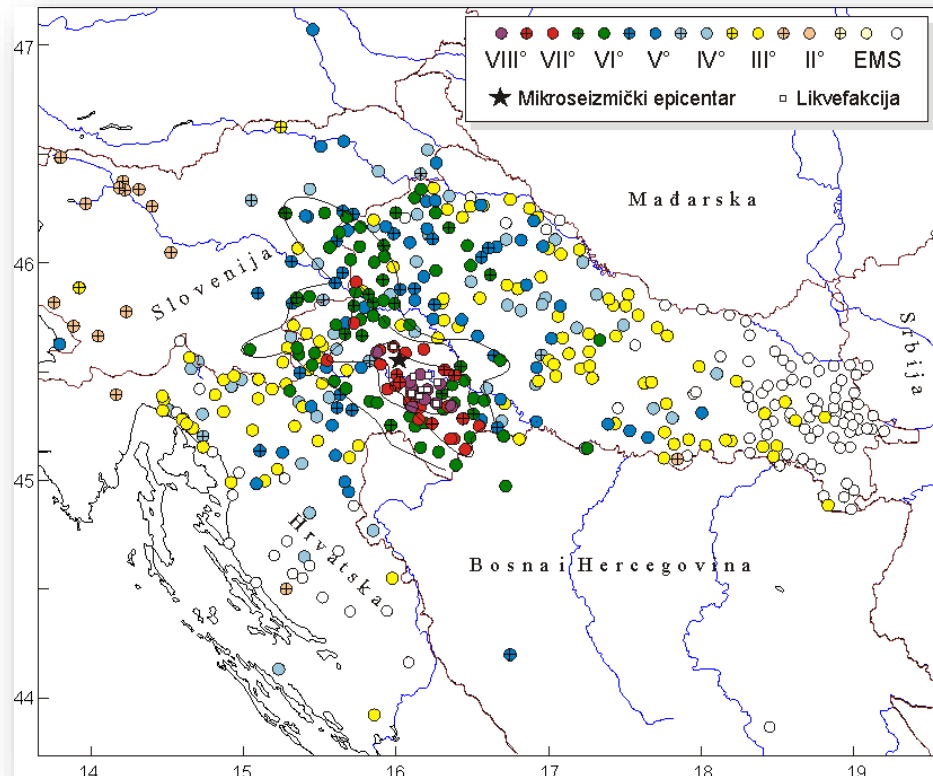 47
VIII° VII° VI° V° IV° III° II° EMS
Mikroseizmički epicentar Likvefakcija
Mađarska
46
Slovenija
Srbija
45
Hrvatska
Bosna i Hercegovina
44
14 15 16 17 18 19